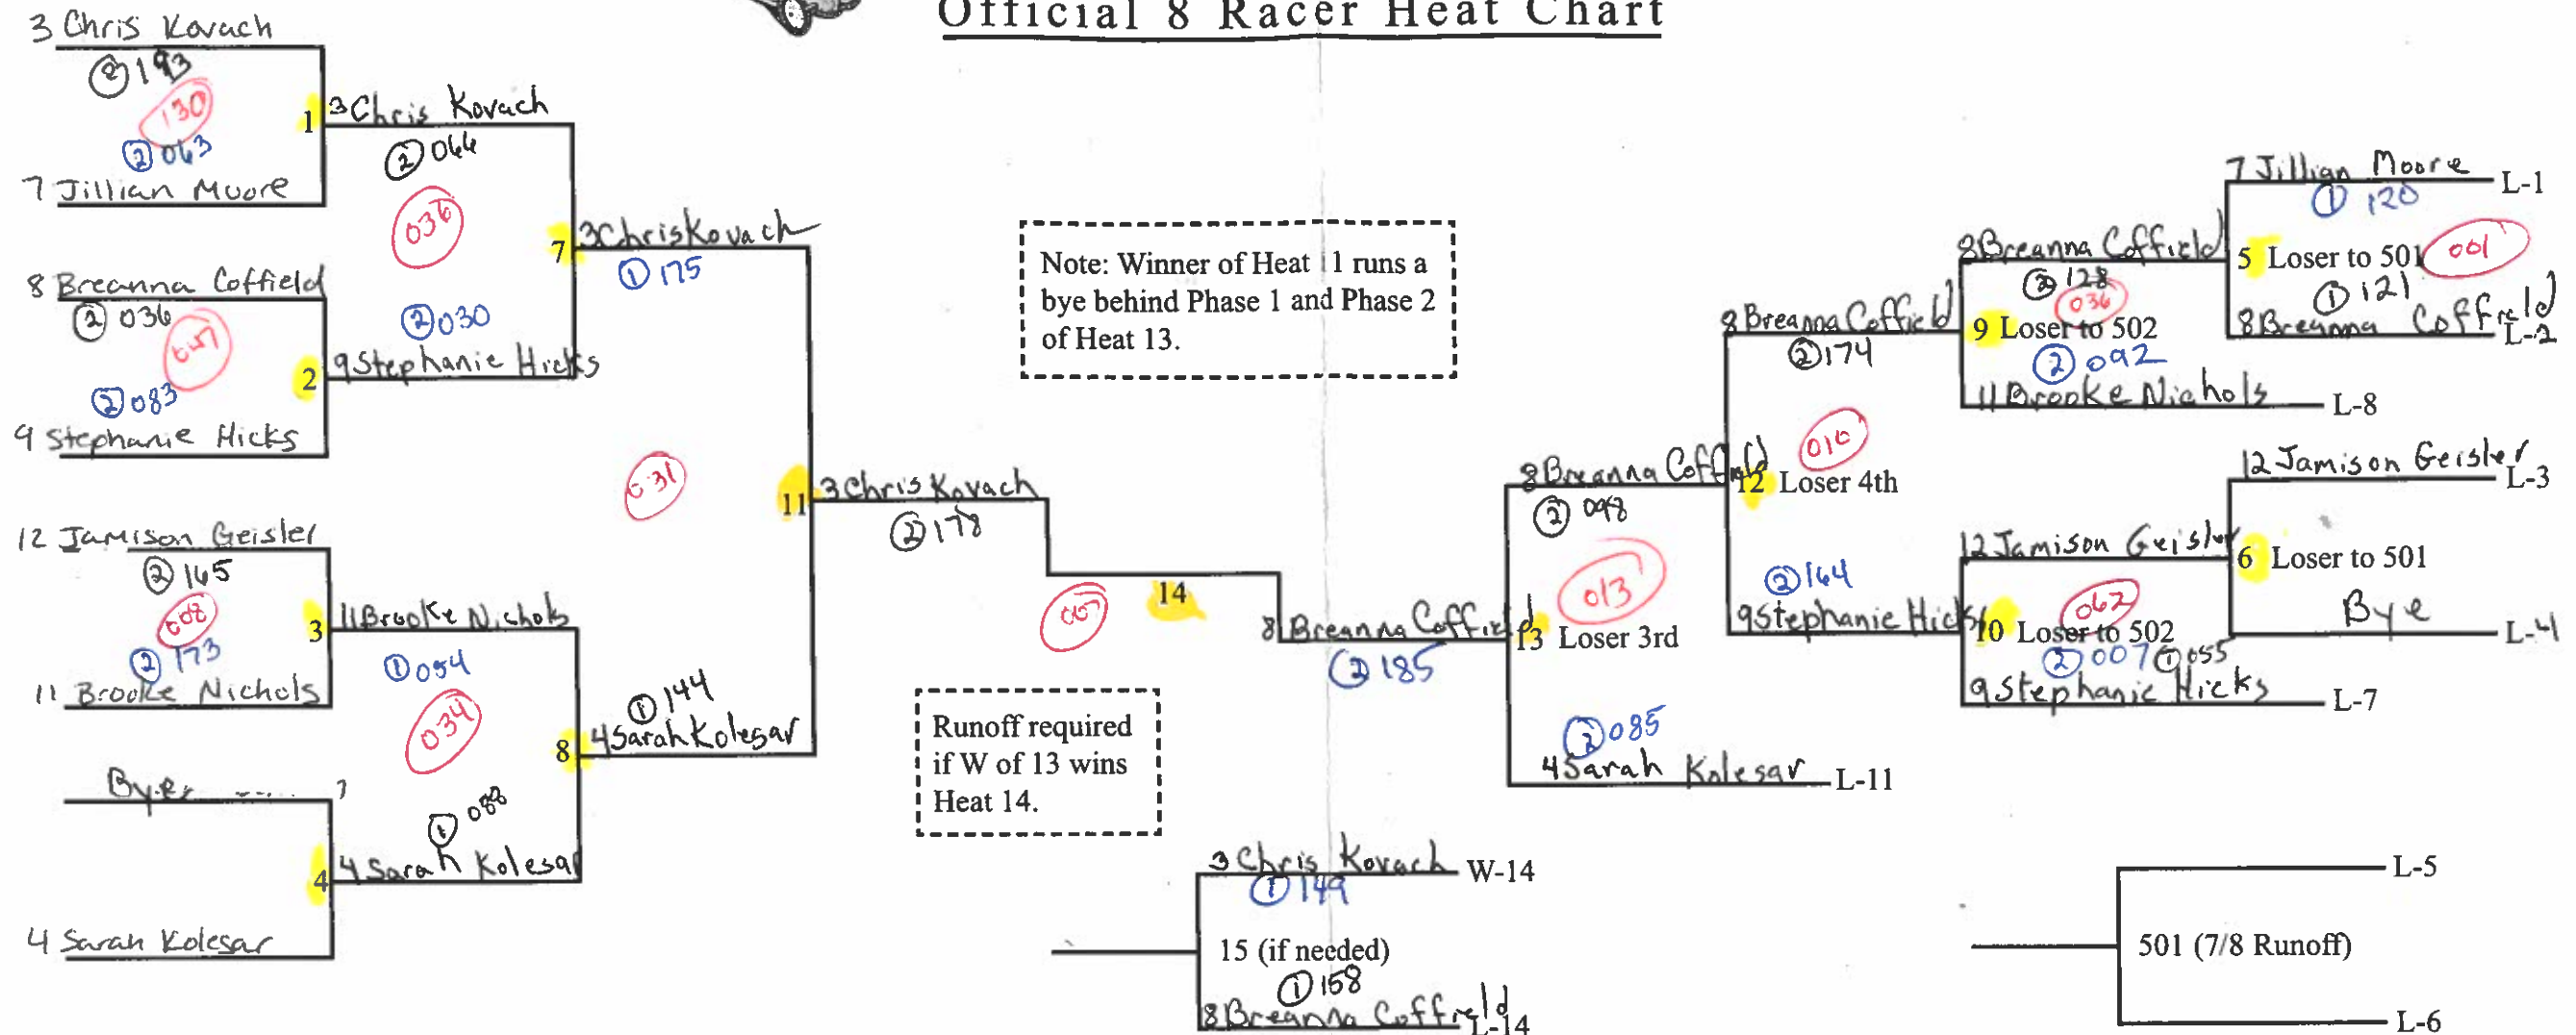 Official 8 Racer Heat Chart
3 Chris Kovach
② 193
130
② 063
7 Jillian Moore
1
3 Chris Kovach
② 066
036
② 030
8 Breanna Coffield
② 036
② 083
9 Stephanie Hicks
2
9 Stephanie Hicks
7
3 Chris Kovach
① 175
031
12 Jamison Geisler
② 165
008
② 173
11 Brooke Nichols
3
11 Brooke Nichols
① 054
034
① 088
Bye
4 Sarah Kolesar
4
4 Sarah Kolesar
8
① 144
4 Sarah Kolesar
11
3 Chris Kovach
② 178
14
8 Breanna Coffield
② 185
Note: Winner of Heat 11 runs a
bye behind Phase 1 and Phase 2
of Heat 13.
Runoff required
if W of 13 wins
Heat 14.
3 Chris Kovach W-14
① 149
15 (if needed)
① 158
8 Breanna Coffield
L-14
8 Breanna Coffield
② 098
013
13 Loser 3rd
② 085
4 Sarah Kolesar L-11
8 Breanna Coffield
② 174
010
12 Loser 4th
② 164
9 Stephanie Hicks
8 Breanna Coffield
② 128
036
9 Loser to 502
② 092
11 Brooke Nichols L-8
7 Jillian Moore L-1
① 120
5 Loser to 501 001
① 121
8 Breanna Coffield
L-2
12 Jamison Geisler
L-3
12 Jamison Geisler
6 Loser to 501
062
Bye L-4
10 Loser to 502
② 007 ① 055
9 Stephanie Hicks L-7
L-5
501 (7/8 Runoff)
L-6